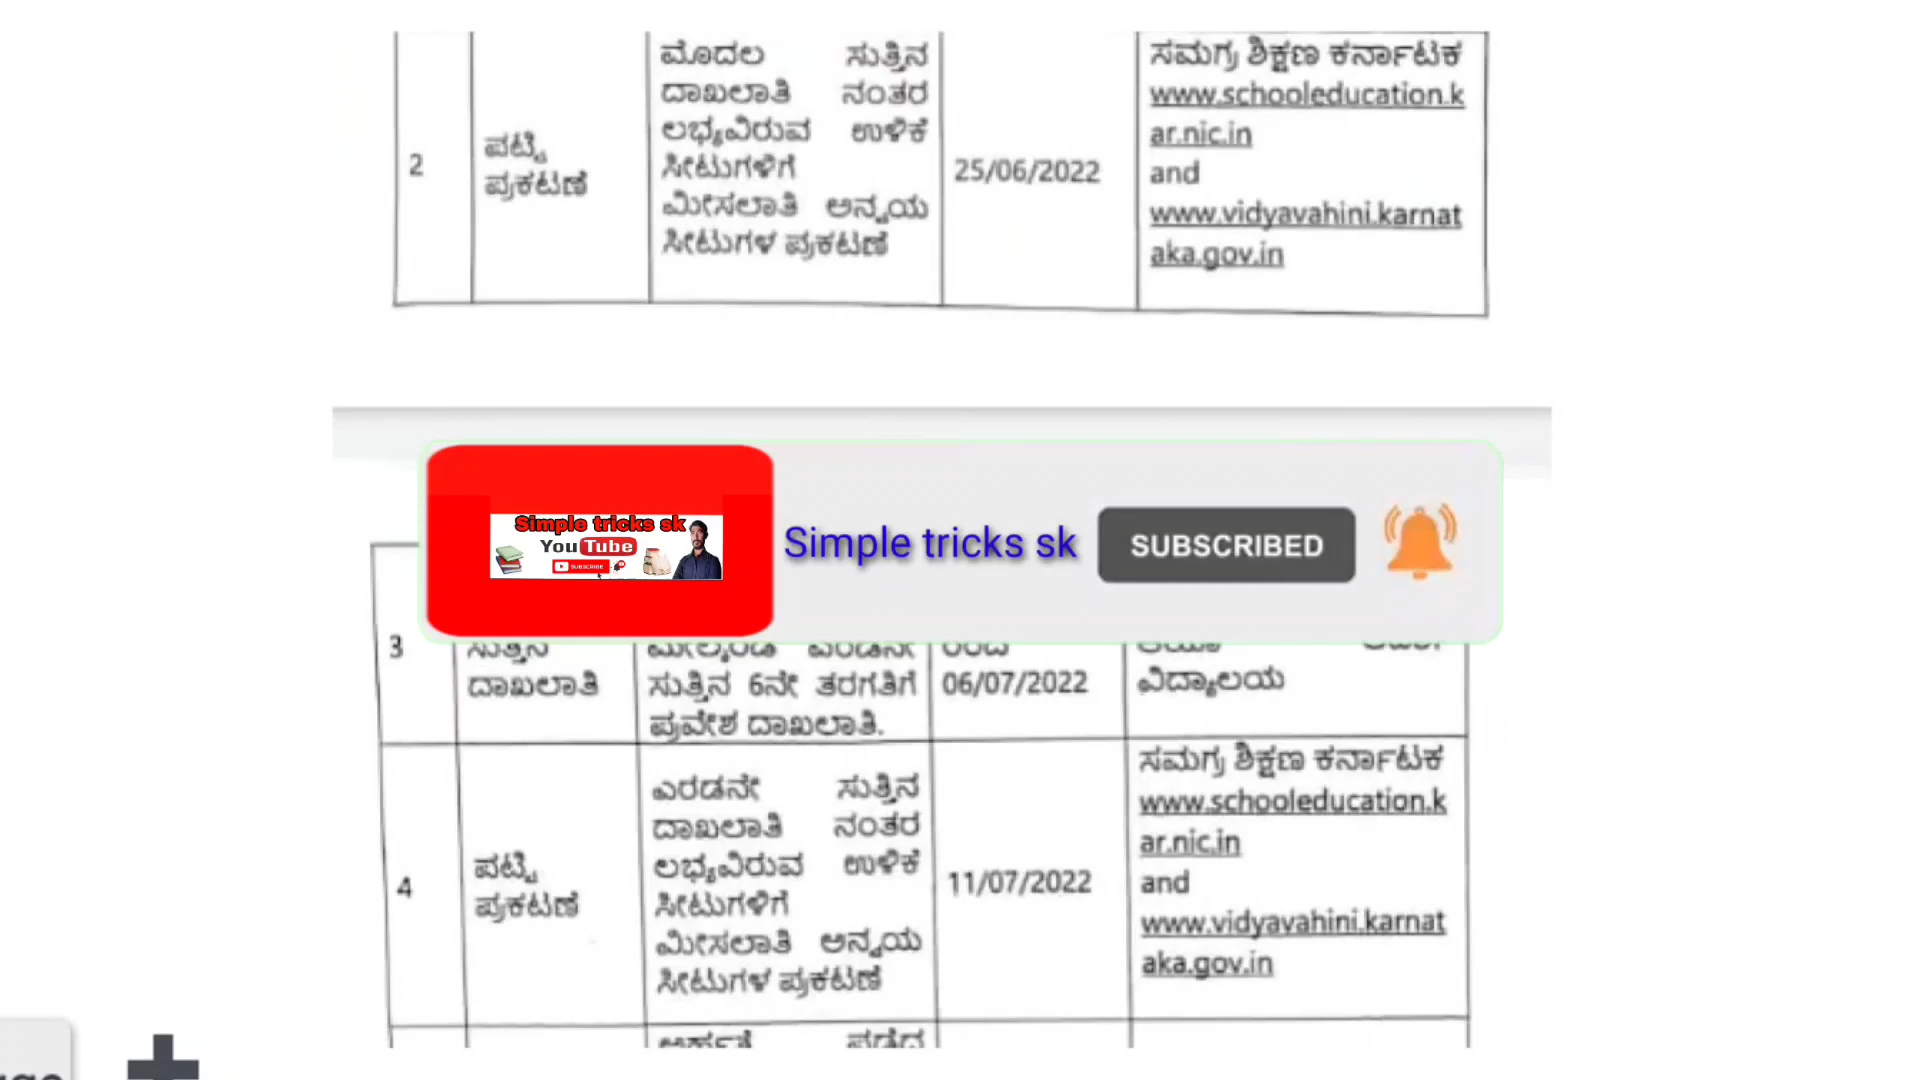 2
ಪಟ್ಟಿ
ಪ್ರಕಟಣೆ
ಮೊದಲ ಸುತ್ತಿನ
ದಾಖಲಾತಿ ನಂತರ
ಲಭ್ಯವಿರುವ ಉಳಿಕೆ
ಸೀಟುಗಳಿಗೆ
ಮೀಸಲಾತಿ ಅನ್ವಯ
ಸೀಟುಗಳ ಪ್ರಕಟಣೆ
25/06/2022
ಸಮಗ್ರ ಶಿಕ್ಷಣ ಕರ್ನಾಟಕ
www.schooleducation.k
ar.nic.in
and
www.vidyavahini.karnat
aka.gov.in
Simple tricks sk
YouTube
SUBSCRIBE
Simple tricks sk
SUBSCRIBED
3
ಸುತ್ತಿನ
ದಾಖಲಾತಿ
ಮೇಲ್ಕಂಡ ಎರಡನೇ
ಸುತ್ತಿನ 6ನೇ ತರಗತಿಗೆ
ಪ್ರವೇಶ ದಾಖಲಾತಿ.
06/07/2022
ವಿದ್ಯಾಲಯ
4
ಪಟ್ಟಿ
ಪ್ರಕಟಣೆ
ಎರಡನೇ ಸುತ್ತಿನ
ದಾಖಲಾತಿ ನಂತರ
ಲಭ್ಯವಿರುವ ಉಳಿಕೆ
ಸೀಟುಗಳಿಗೆ
ಮೀಸಲಾತಿ ಅನ್ವಯ
ಸೀಟುಗಳ ಪ್ರಕಟಣೆ
11/07/2022
ಸಮಗ್ರ ಶಿಕ್ಷಣ ಕರ್ನಾಟಕ
www.schooleducation.k
ar.nic.in
and
www.vidyavahini.karnat
aka.gov.in